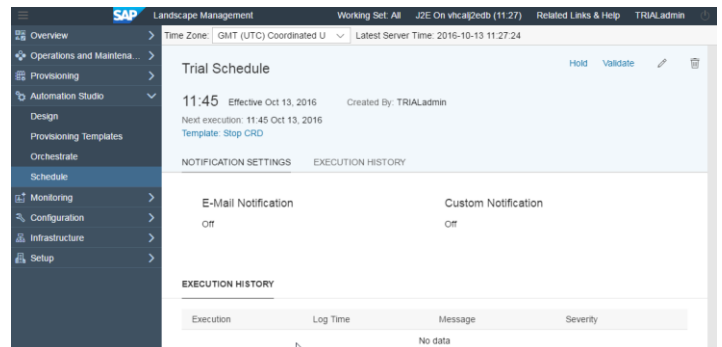 SAP Landscape Management Working Set: All J2E On vhcalj2edb (11:27) Related Links & Help TRIALadmin
Overview
Operations and Maintena...
Provisioning
Automation Studio
Design
Provisioning Templates
Orchestrate
Schedule
Monitoring
Configuration
Infrastructure
Setup
Time Zone: GMT (UTC) Coordinated U Latest Server Time: 2016-10-13 11:27:24
Trial Schedule Hold Validate
11:45 Effective Oct 13, 2016 Created By: TRIALadmin
Next execution: 11:45 Oct 13, 2016
Template: Stop CRD
NOTIFICATION SETTINGS EXECUTION HISTORY
E-Mail Notification Custom Notification
Off Off
EXECUTION HISTORY
Execution Log Time Message Severity
No data